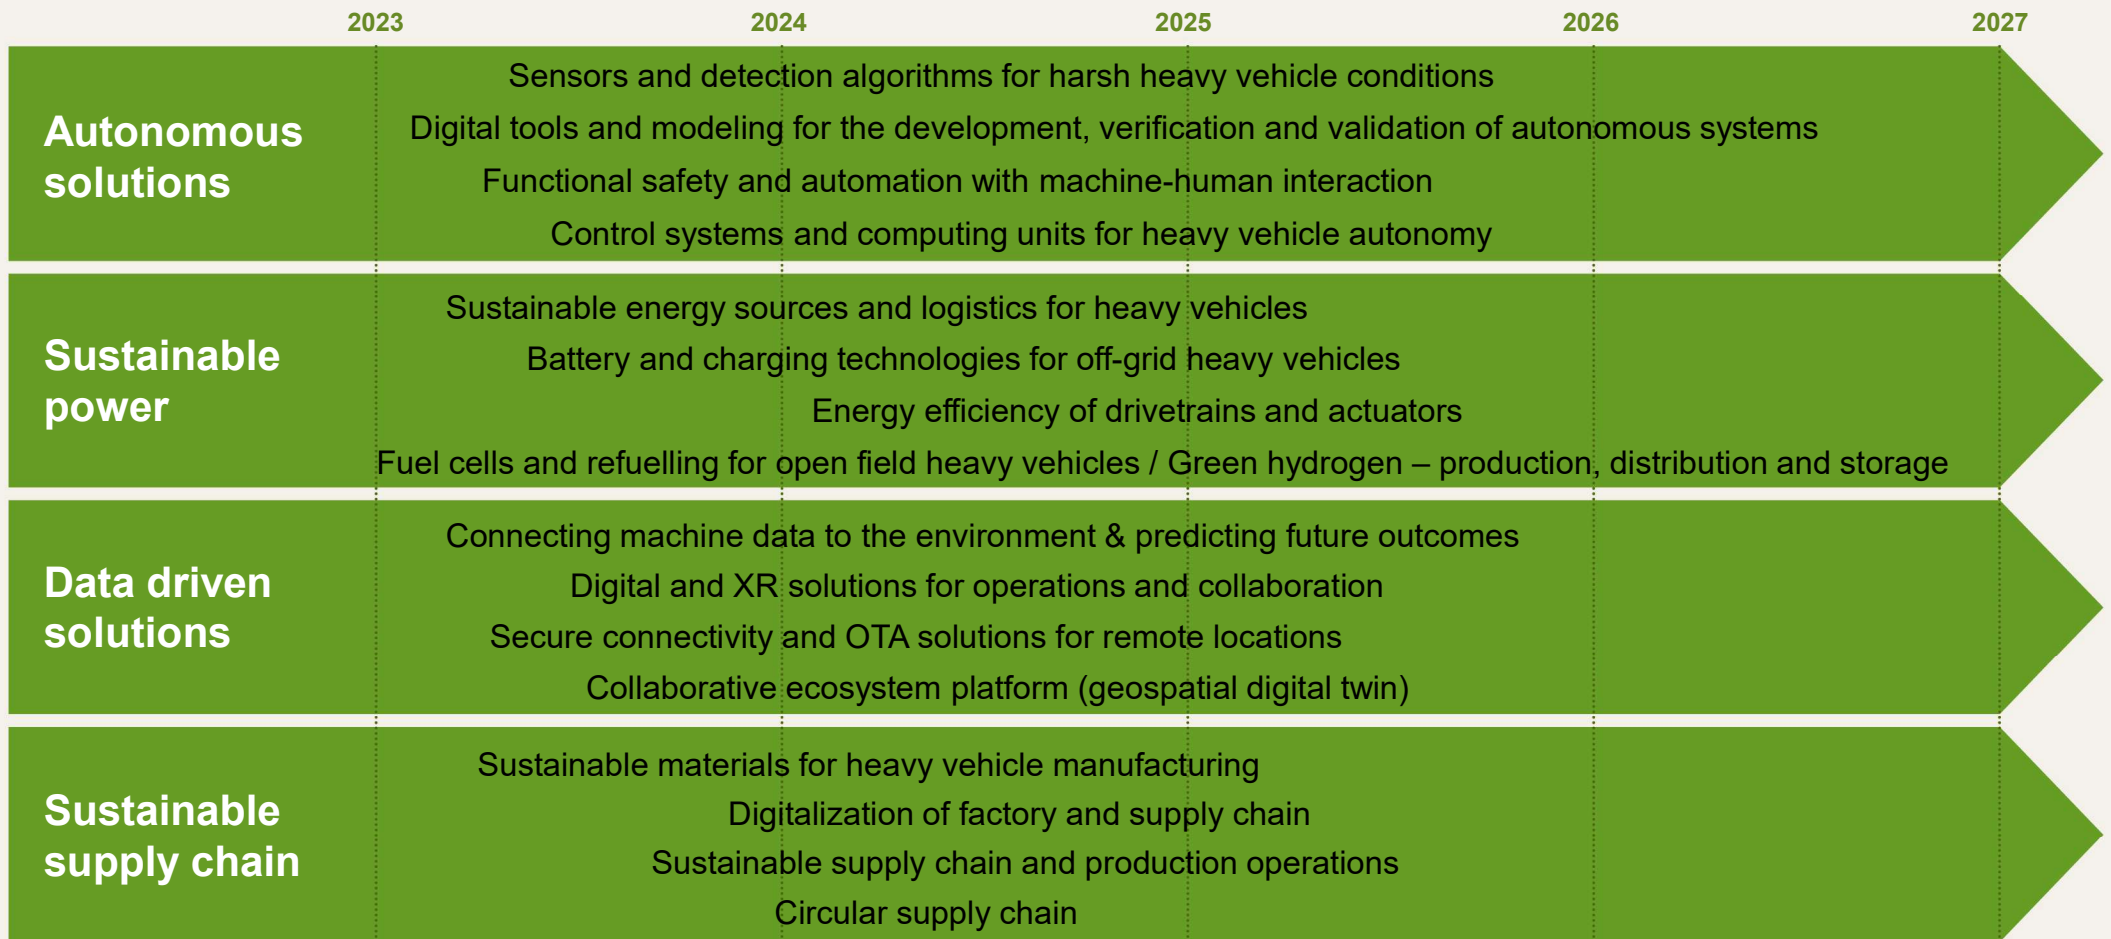 2023 2024 2025 2026 2027
Autonomous
solutions
Sensors and detection algorithms for harsh heavy vehicle conditions
Digital tools and modeling for the development, verification and validation of autonomous systems
Functional safety and automation with machine-human interaction
Control systems and computing units for heavy vehicle autonomy
Sustainable
power
Sustainable energy sources and logistics for heavy vehicles
Battery and charging technologies for off-grid heavy vehicles
Energy efficiency of drivetrains and actuators
Fuel cells and refuelling for open field heavy vehicles / Green hydrogen – production, distribution and storage
Data driven
solutions
Connecting machine data to the environment & predicting future outcomes
Digital and XR solutions for operations and collaboration
Secure connectivity and OTA solutions for remote locations
Collaborative ecosystem platform (geospatial digital twin)
Sustainable
supply chain
Sustainable materials for heavy vehicle manufacturing
Digitalization of factory and supply chain
Sustainable supply chain and production operations
Circular supply chain